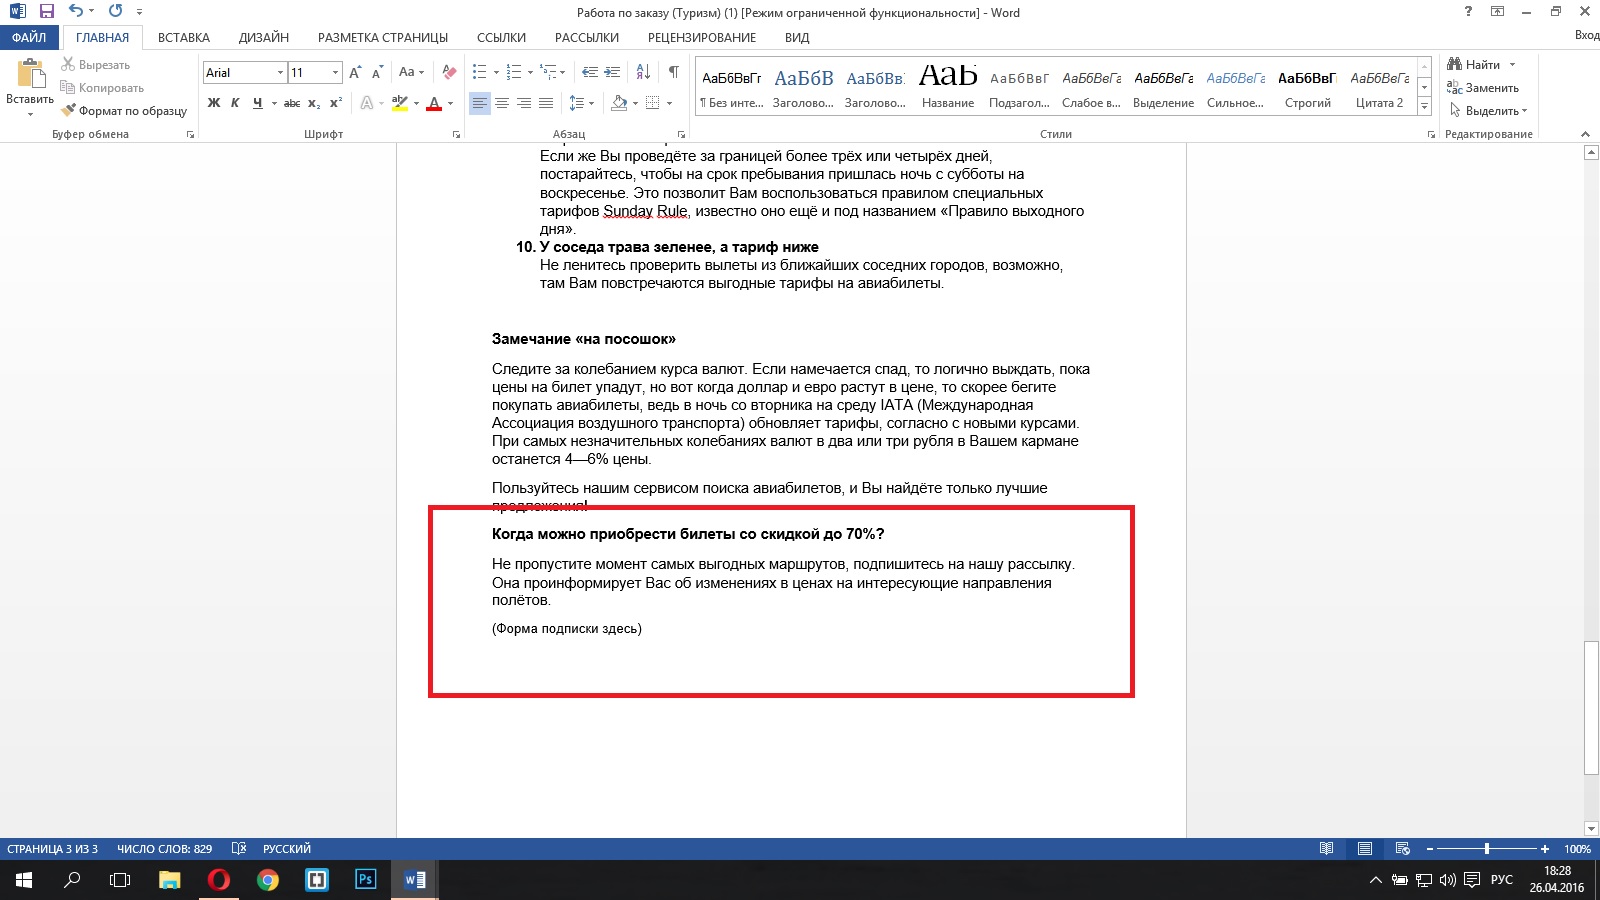 Работа по заказу (Туризм) (1) [Режим ограниченной функциональности] - Word
?
Вход
ФАЙЛ ГЛАВНАЯ ВСТАВКА ДИЗАЙН РАЗМЕТКА СТРАНИЦЫ ССЫЛКИ РАССЫЛКИ РЕЦЕНЗИРОВАНИЕ ВИД
Вставить
Вырезать
Копировать
Формат по образцу
Буфер обмена
Arial 11
Ж К Ч abc x₂ x²
Шрифт
Абзац
АаБбВвГг АаБбВ АаБбВв: АаБ АаБбВвГ АаБбВвГг АаБбВвГг АаБбВвГг АаБбВвГг АаБбВвГг
¶ Без инте... Заголово... Заголово... Название Подзагол... Слабое в... Выделение Сильное... Строгий Цитата 2
Стили
Найти
Заменить
Выделить
Редактирование
Если же Вы проведёте за границей более трёх или четырёх дней,
постарайтесь, чтобы на срок пребывания пришлась ночь с субботы на
воскресенье. Это позволит Вам воспользоваться правилом специальных
тарифов Sunday Rule, известно оно ещё и под названием «Правило выходного
дня».
10. У соседа трава зеленее, а тариф ниже
Не ленитесь проверить вылеты из ближайших соседних городов, возможно,
там Вам повстречаются выгодные тарифы на авиабилеты.
Замечание «на посошок»
Следите за колебанием курса валют. Если намечается спад, то логично выждать, пока
цены на билет упадут, но вот когда доллар и евро растут в цене, то скорее бегите
покупать авиабилеты, ведь в ночь со вторника на среду IATA (Международная
Ассоциация воздушного транспорта) обновляет тарифы, согласно с новыми курсами.
При самых незначительных колебаниях валют в два или три рубля в Вашем кармане
останется 4—6% цены.
Пользуйтесь нашим сервисом поиска авиабилетов, и Вы найдёте только лучшие
предложения!
Когда можно приобрести билеты со скидкой до 70%?
Не пропустите момент самых выгодных маршрутов, подпишитесь на нашу рассылку.
Она проинформирует Вас об изменениях в ценах на интересующие направления
полётов.
(Форма подписки здесь)
СТРАНИЦА 3 ИЗ 3 ЧИСЛО СЛОВ: 829 РУССКИЙ 100%
РУС
18:28
26.04.2016